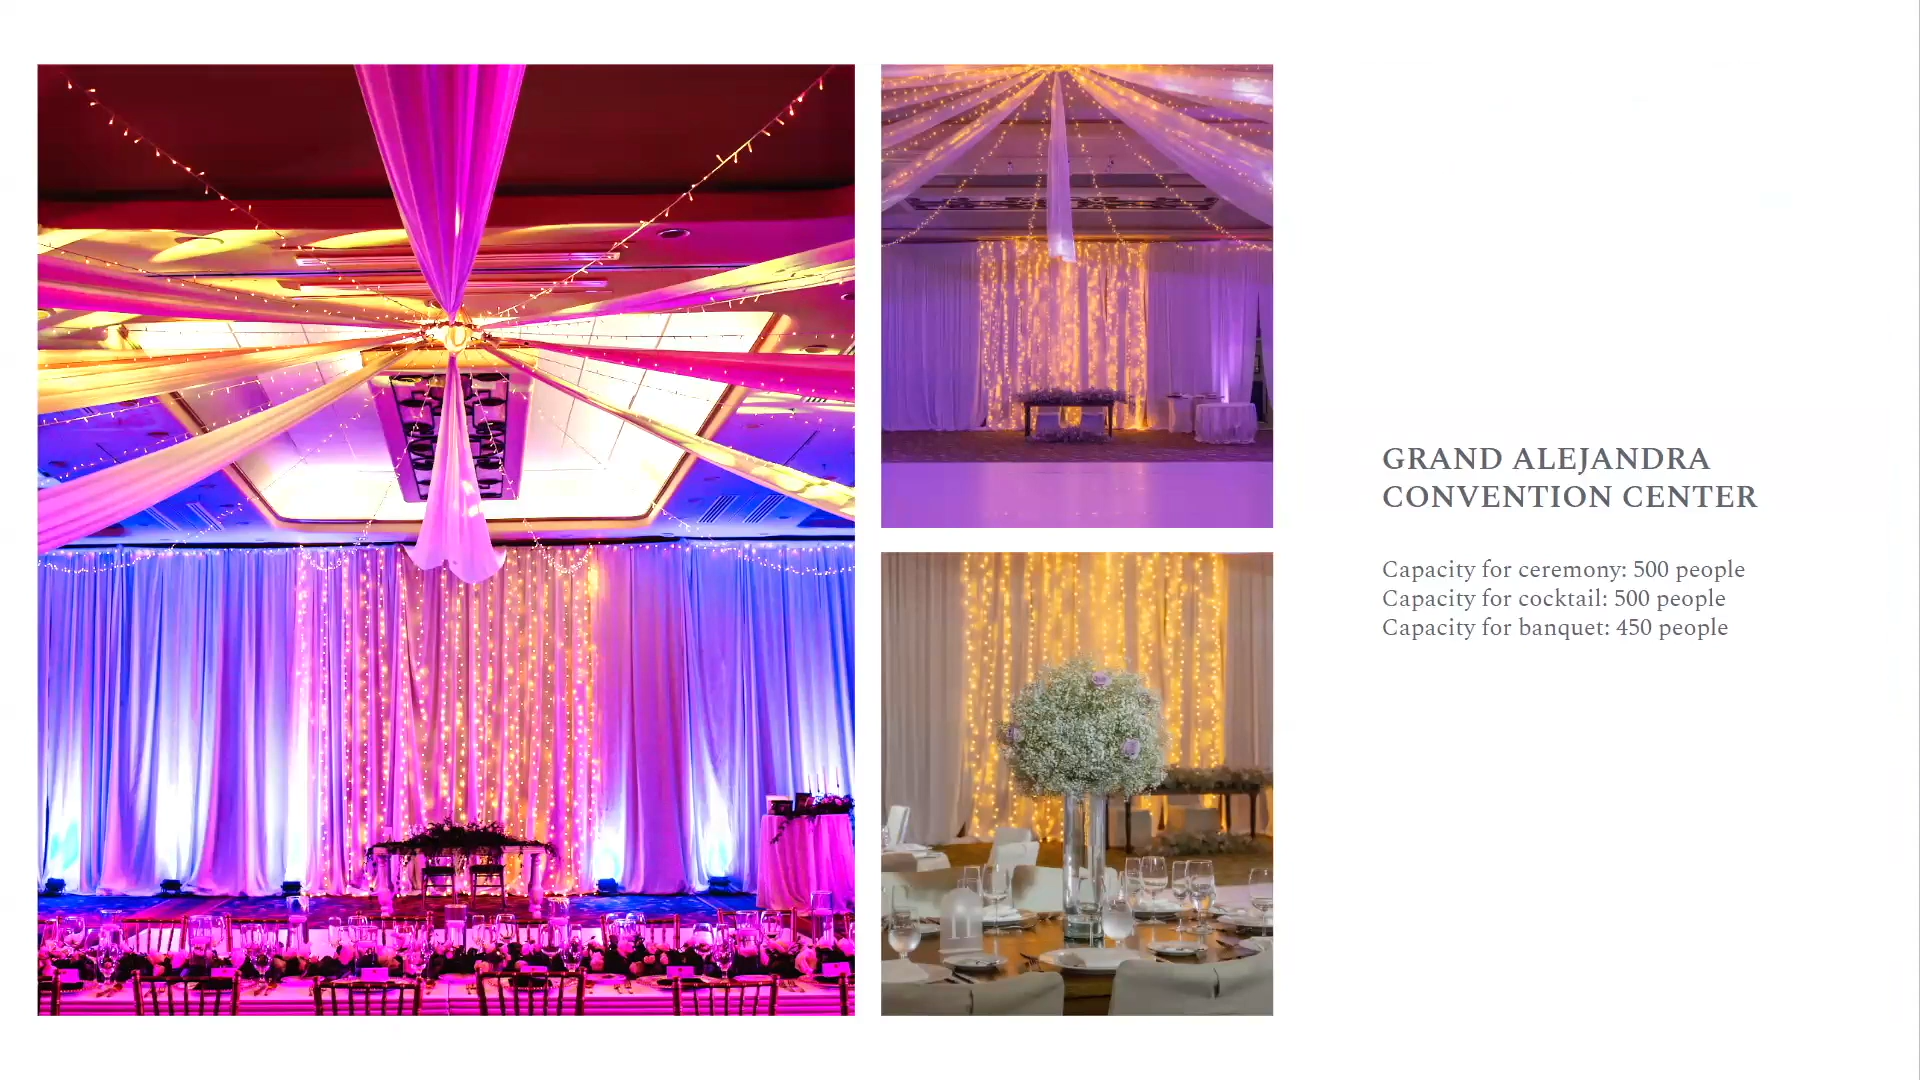 GRAND ALEJANDRA
CONVENTION CENTER
Capacity for ceremony: 500 people
Capacity for cocktail: 500 people
Capacity for banquet: 450 people